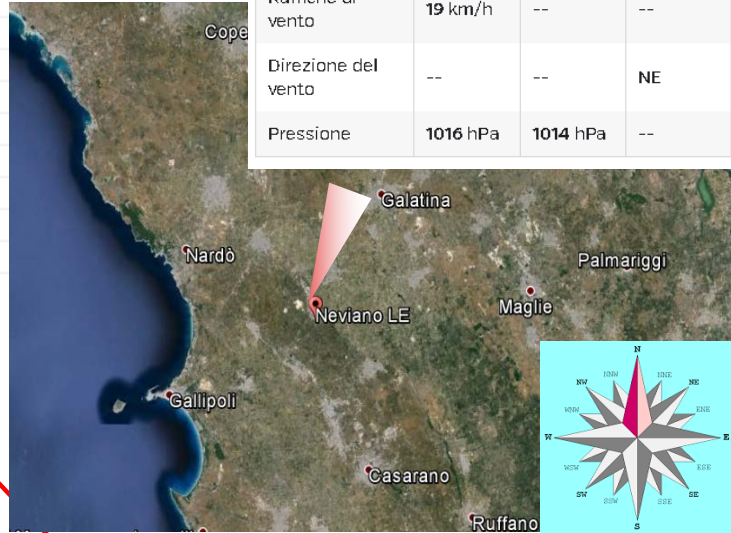 vento
19 km/h
--
--
Direzione del
vento
--
--
NE
Pressione
1016 hPa
1014 hPa
--
Cope
Galatina
Nardò
Palmariggi
Neviano LE
Maglie
Gallipoli
Casarano
Ruffano
N
NNW
NNE
NW
NE
WNW
ENE
W
E
WSW
ESE
SW
SE
SSW
SSE
S